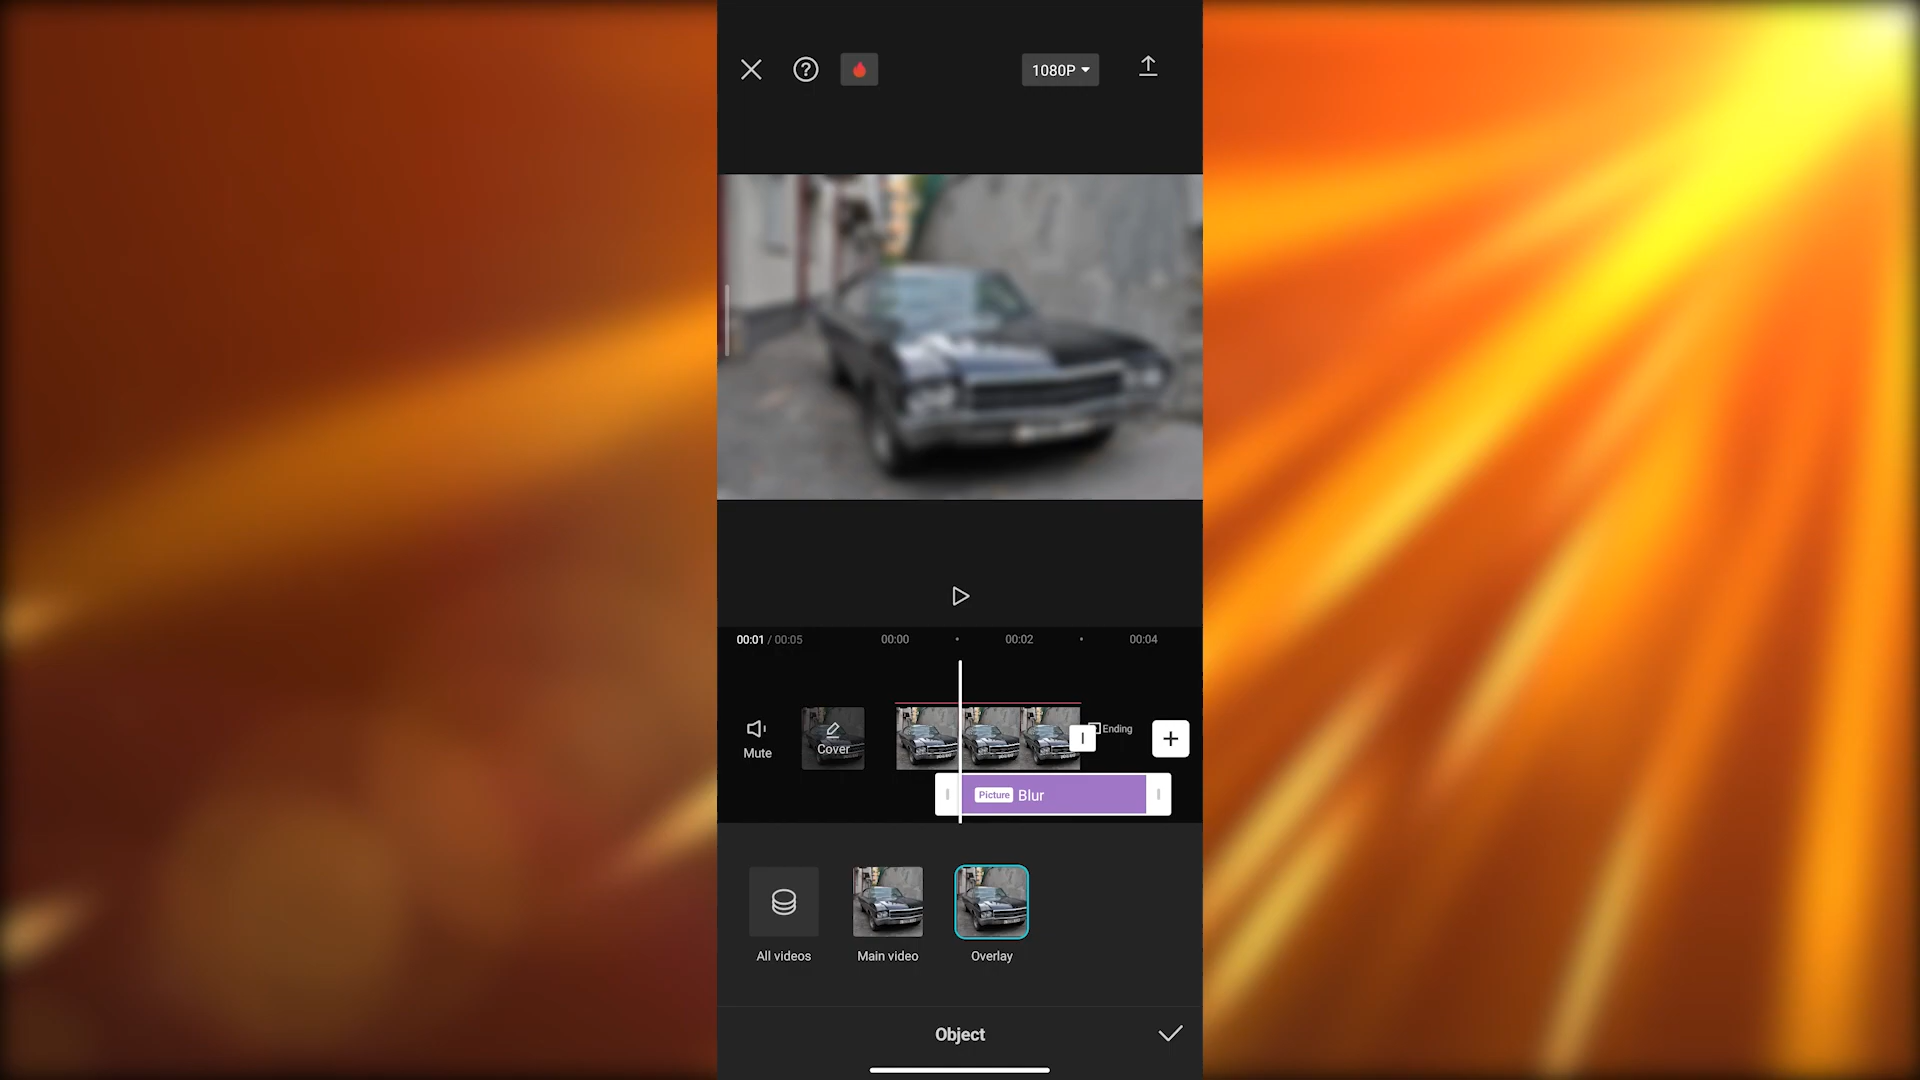 1080P
00:01 / 00:05
00:00
00:02
00:04
Mute
Cover
Ending
Picture Blur
All videos
Main video
Overlay
Object